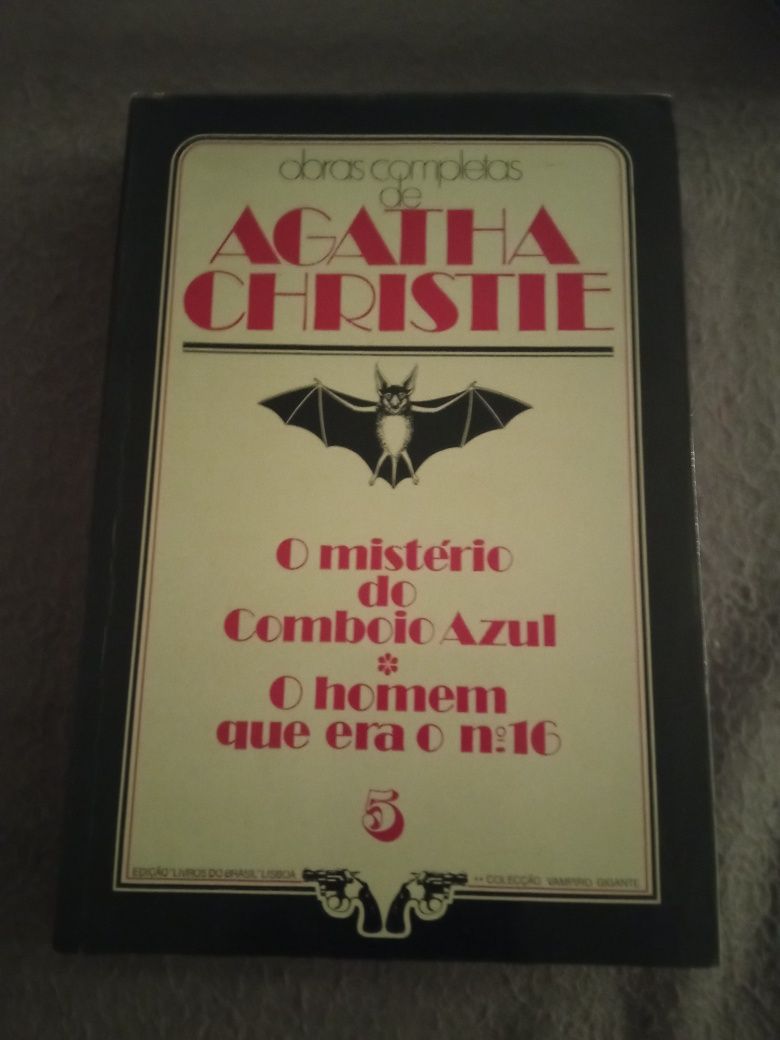 obras completas
de
AGATHA
CHRISTIE
O mistério
do
Comboio Azul
*
O homem
que era o nº16
5
EDIÇÃO "LIVROS DO BRASIL" LISBOA
** COLECÇÃO VAMPIRO GIGANTE